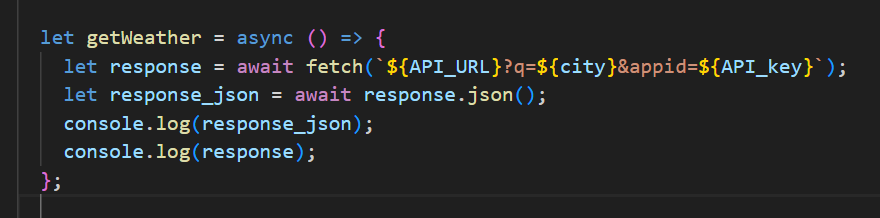 let getWeather = async () => {
  let response = await fetch(`${API_URL}?q=${city}&appid=${API_key}`);
  let response_json = await response.json();
  console.log(response_json);
  console.log(response);
};